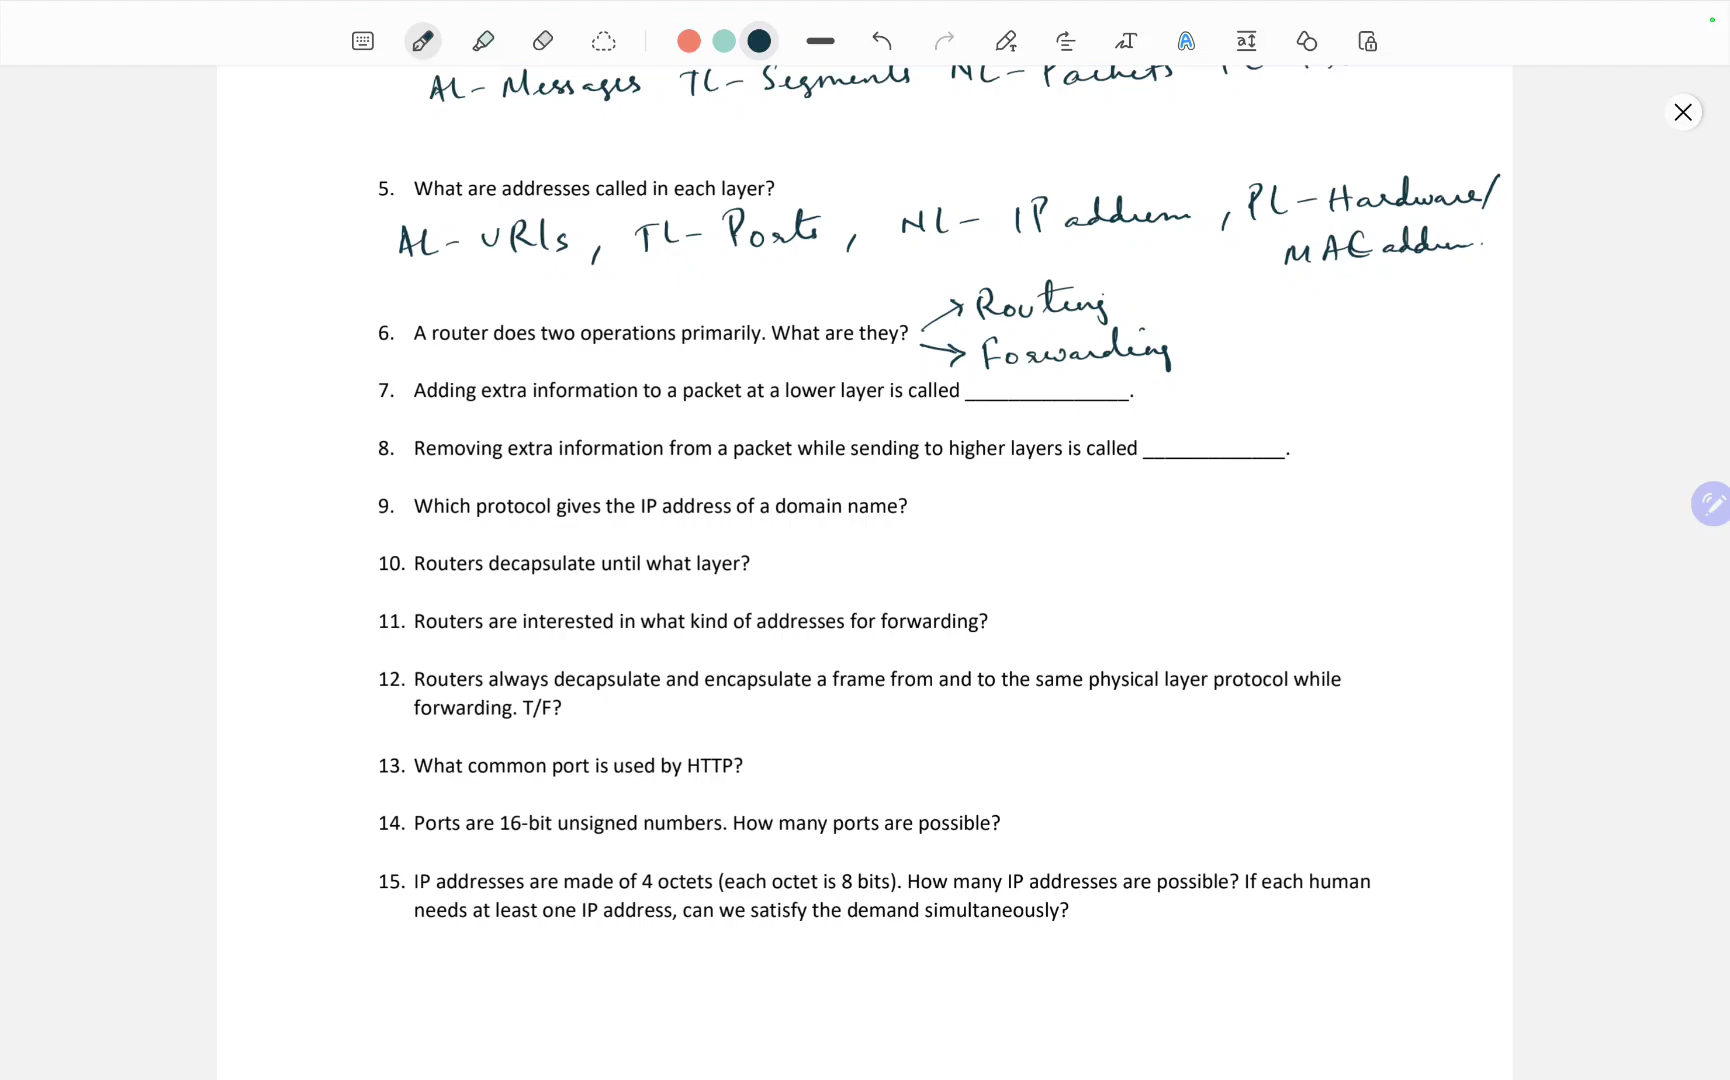 AL - Messages TL - Segments NL - Packets
5. What are addresses called in each layer?
AL - URLs, TL - Ports, NL - IP address, PL - Hardware/
MAC address.
6. A router does two operations primarily. What are they? → Routing
→ Forwarding
7. Adding extra information to a packet at a lower layer is called _______________.
8. Removing extra information from a packet while sending to higher layers is called _____________.
9. Which protocol gives the IP address of a domain name?
10. Routers decapsulate until what layer?
11. Routers are interested in what kind of addresses for forwarding?
12. Routers always decapsulate and encapsulate a frame from and to the same physical layer protocol while
forwarding. T/F?
13. What common port is used by HTTP?
14. Ports are 16-bit unsigned numbers. How many ports are possible?
15. IP addresses are made of 4 octets (each octet is 8 bits). How many IP addresses are possible? If each human
needs at least one IP address, can we satisfy the demand simultaneously?